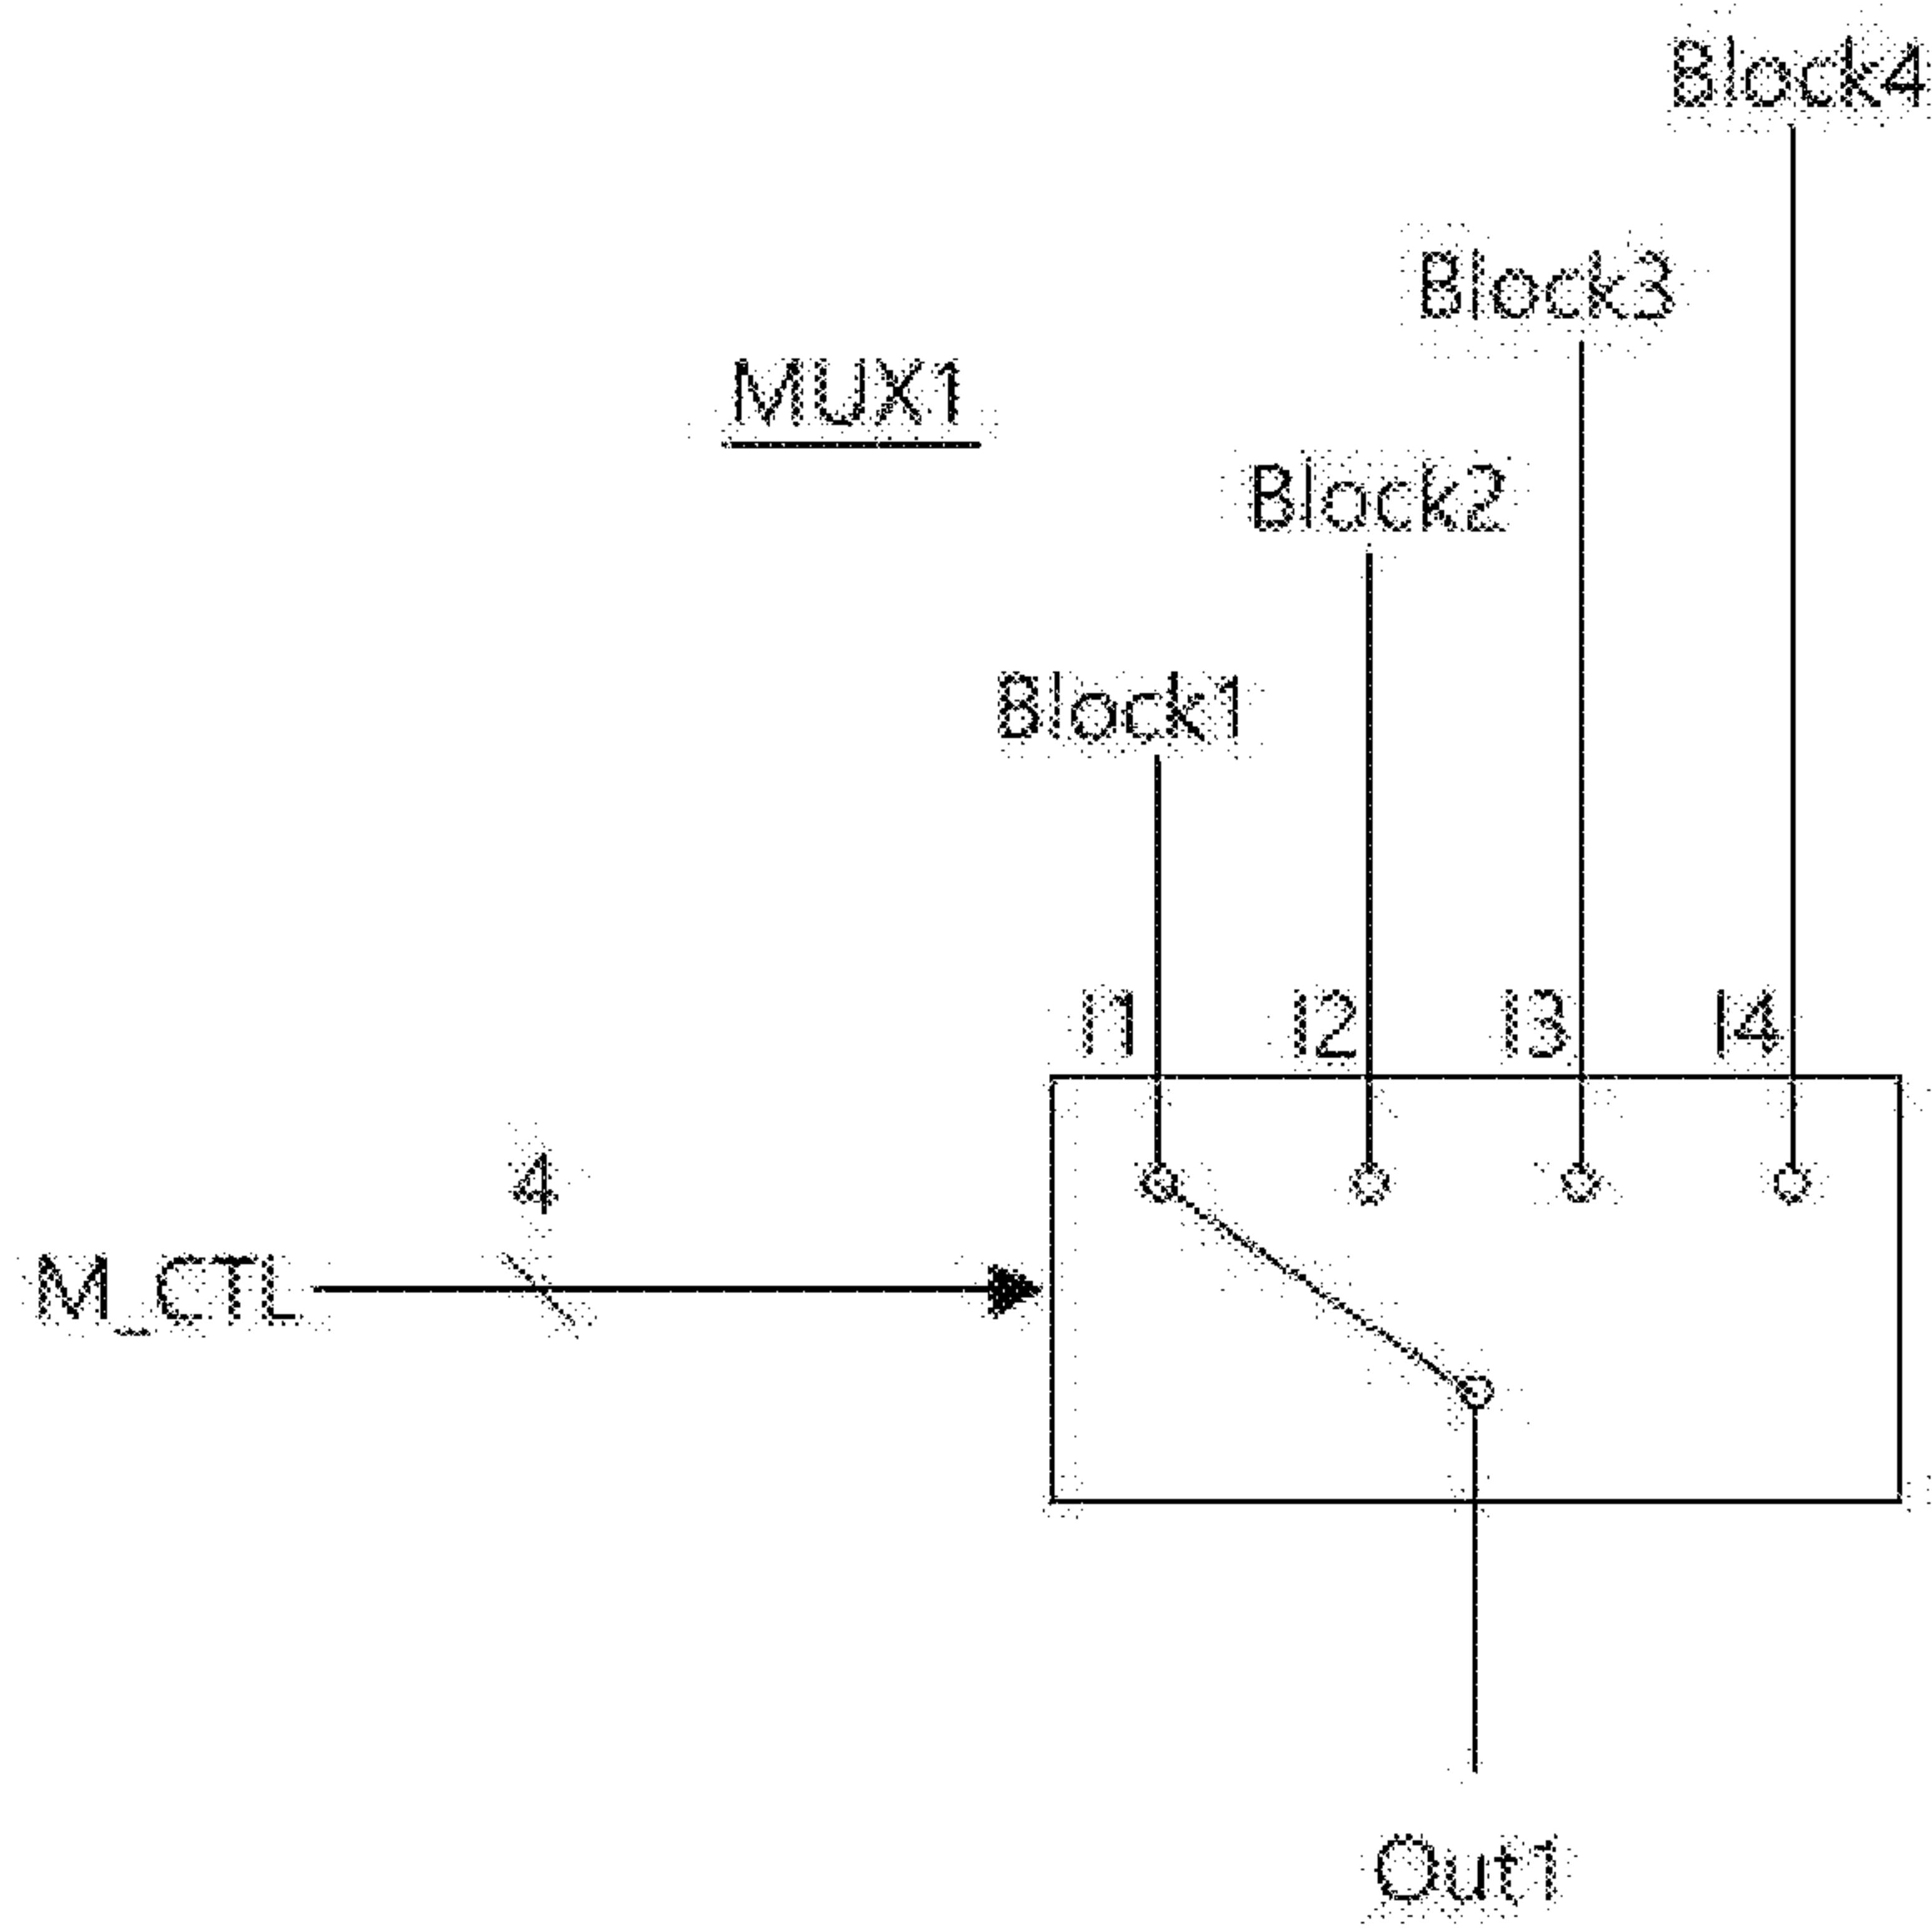 Block4
Block3
MUX1
Block2
Block1
I1 I2 I3 I4
4
M_CTL
Out1